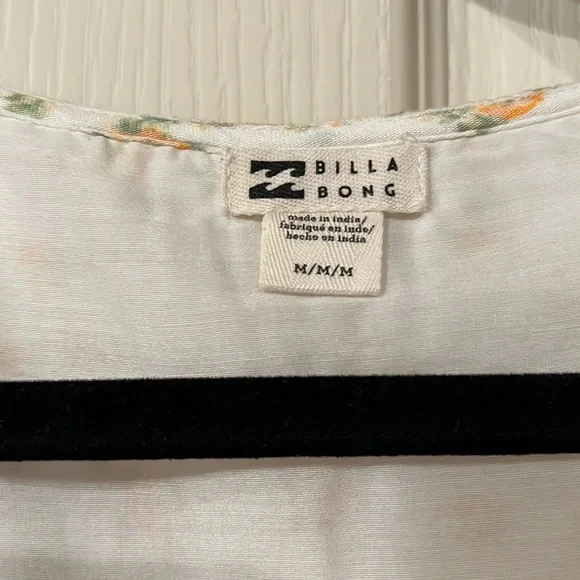 BILLA
BONG
made in india/
fabriqué en inde/
hecho en india
M/M/M